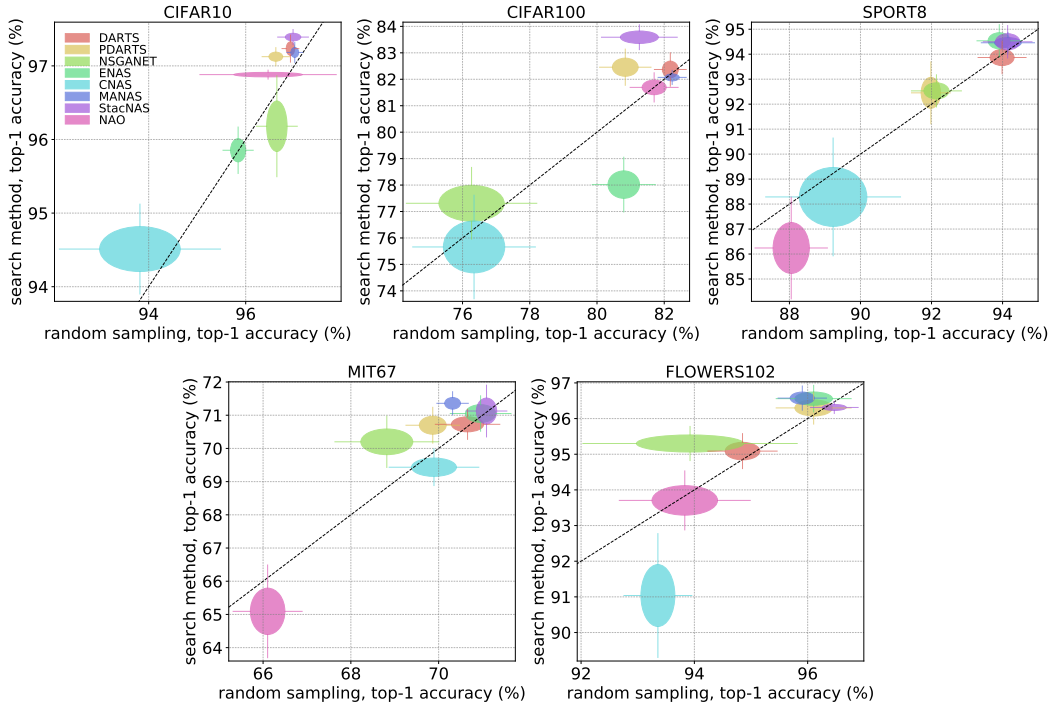 CIFAR10
search method, top-1 accuracy (%)
97
96
95
94
DARTS
PDARTS
NSGANET
ENAS
CNAS
MANAS
StacNAS
NAO
94
96
random sampling, top-1 accuracy (%)
CIFAR100
search method, top-1 accuracy (%)
84
83
82
81
80
79
78
77
76
75
74
76
78
80
82
random sampling, top-1 accuracy (%)
SPORT8
search method, top-1 accuracy (%)
95
94
93
92
91
90
89
88
87
86
85
88
90
92
94
random sampling, top-1 accuracy (%)
MIT67
search method, top-1 accuracy (%)
72
71
70
69
68
67
66
65
64
66
68
70
random sampling, top-1 accuracy (%)
FLOWERS102
search method, top-1 accuracy (%)
97
96
95
94
93
92
91
90
92
94
96
random sampling, top-1 accuracy (%)